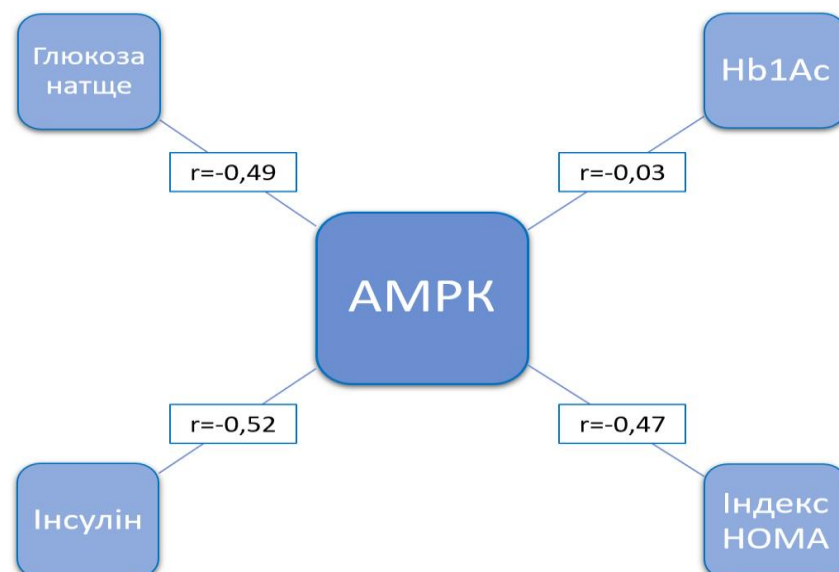 Глюкоза
натще
Hb1Ac
r=-0,49
r=-0,03
АМРК
r=-0,52
r=-0,47
Інсулін
Індекс
НОМА